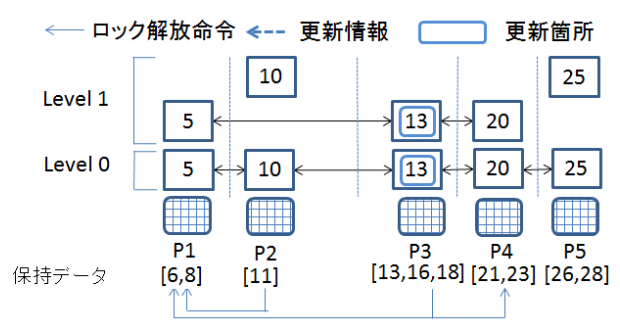 ロック解放命令 更新情報 更新箇所
10 25
Level 1
5 13 20
Level 0
5 10 13 20 25
P1 P2 P3 P4 P5
保持データ [6,8] [11] [13,16,18] [21,23] [26,28]